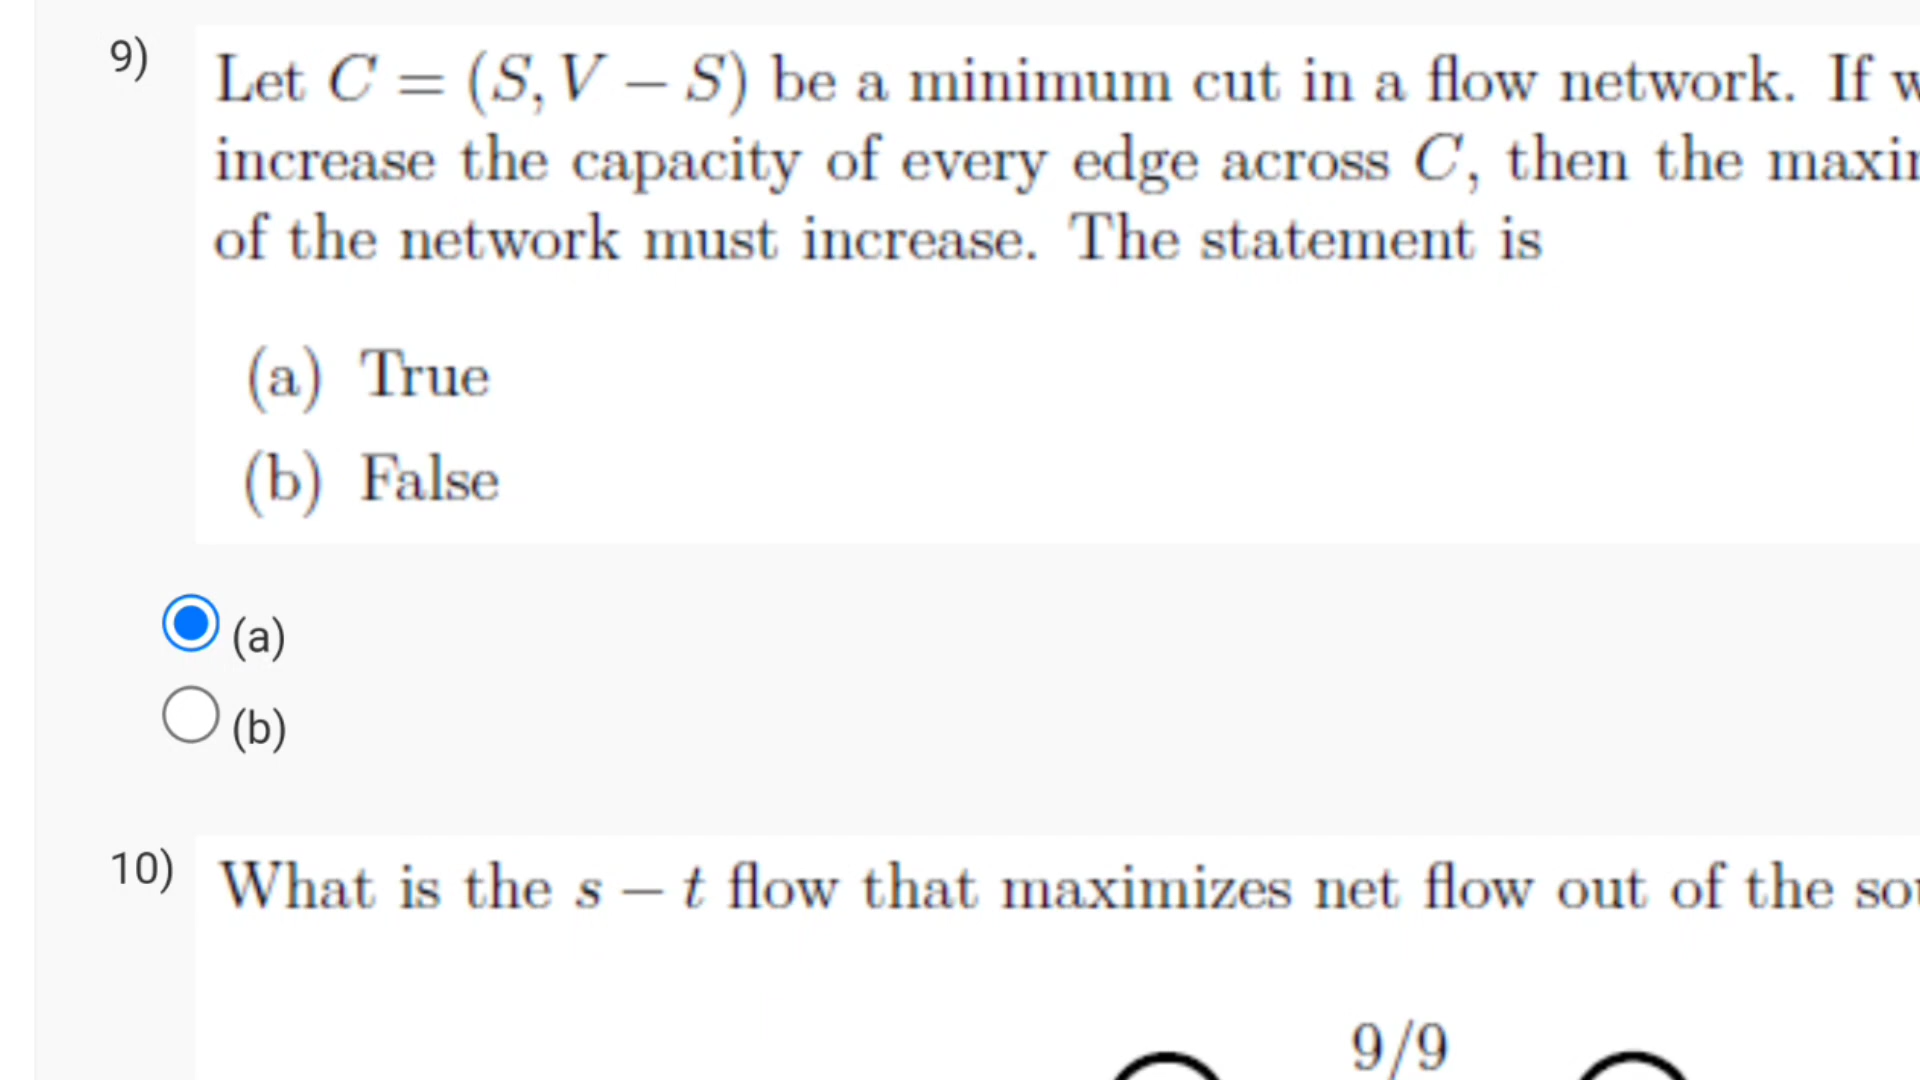 9)
Let C = (S, V − S) be a minimum cut in a flow network. If
increase the capacity of every edge across C, then the
of the network must increase. The statement is
(a) True
(b) False
(a)
(b)
10)
What is the s − t flow that maximizes net flow out of the
9/9